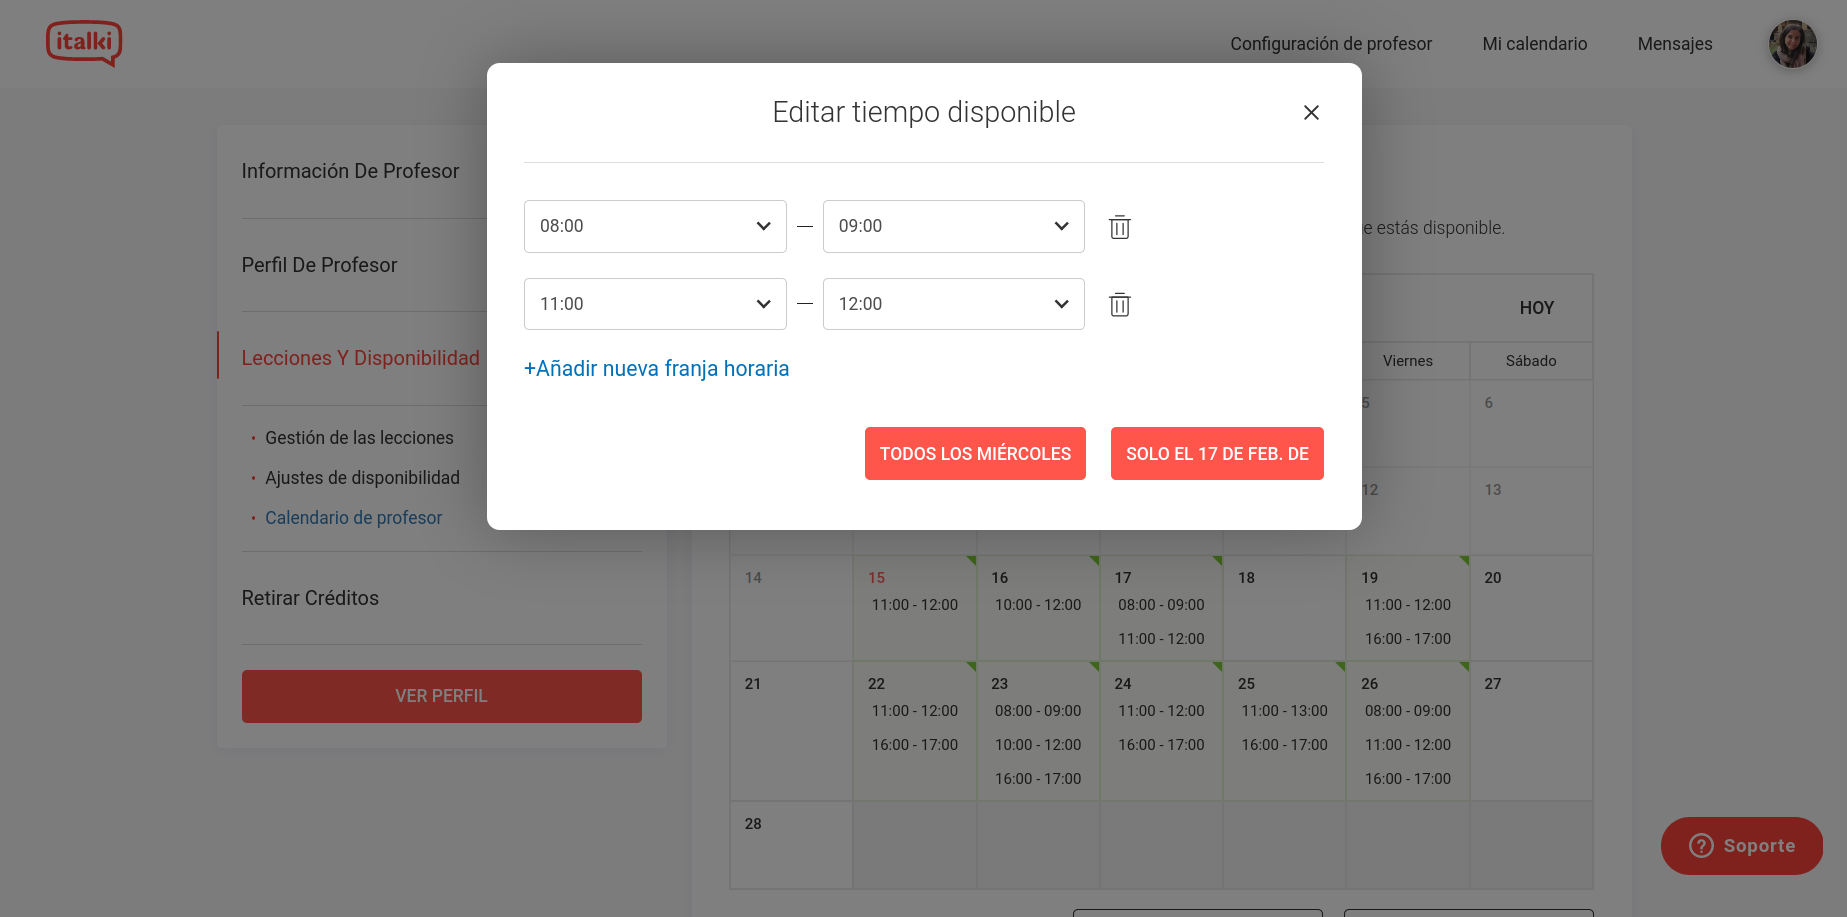 italki
Configuración de profesor
Mi calendario
Mensajes
Editar tiempo disponible
08:00 — 09:00
11:00 — 12:00
+Añadir nueva franja horaria
TODOS LOS MIÉRCOLES
SOLO EL 17 DE FEB. DE
Información De Profesor
Perfil De Profesor
Lecciones Y Disponibilidad
• Gestión de las lecciones
• Ajustes de disponibilidad
• Calendario de profesor
Retirar Créditos
VER PERFIL
estás disponible.
HOY
Viernes Sábado
5 6
12 13
14 15 16 17 18 19 20
11:00 - 12:00 10:00 - 12:00 08:00 - 09:00 11:00 - 12:00
11:00 - 12:00 16:00 - 17:00
21 22 23 24 25 26 27
11:00 - 12:00 08:00 - 09:00 11:00 - 12:00 11:00 - 13:00 08:00 - 09:00
16:00 - 17:00 10:00 - 12:00 16:00 - 17:00 16:00 - 17:00 11:00 - 12:00
16:00 - 17:00 16:00 - 17:00
28
Soporte